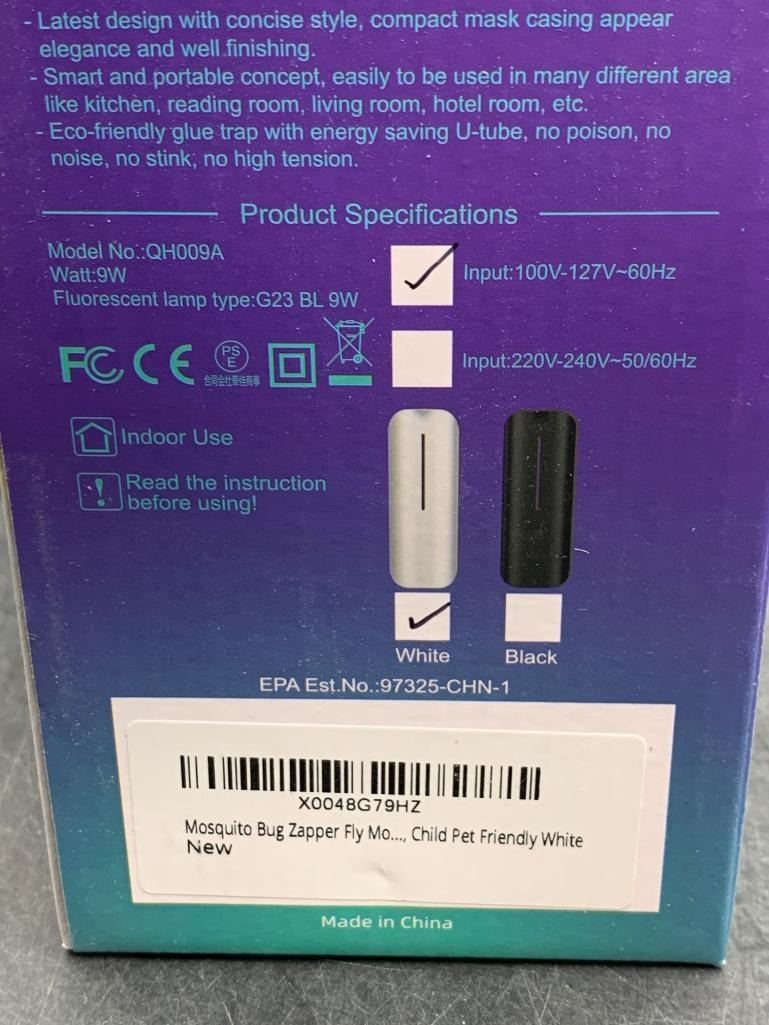 - Latest design with concise style, compact mask casing appear
elegance and well finishing.
- Smart and portable concept, easily to be used in many different area
like kitchen, reading room, living room, hotel room, etc.
- Eco-friendly glue trap with energy saving U-tube, no poison, no
noise, no stink, no high tension.
Product Specifications
Model No.:QH009A
Watt:9W
Fluorescent lamp type:G23 BL 9W
Input:100V-127V~60Hz
FC CE PS E
Input:220V-240V~50/60Hz
Indoor Use
Read the instruction
before using!
White Black
EPA Est.No.:97325-CHN-1
X0048G79HZ
Mosquito Bug Zapper Fly Mo..., Child Pet Friendly White
New
Made in China